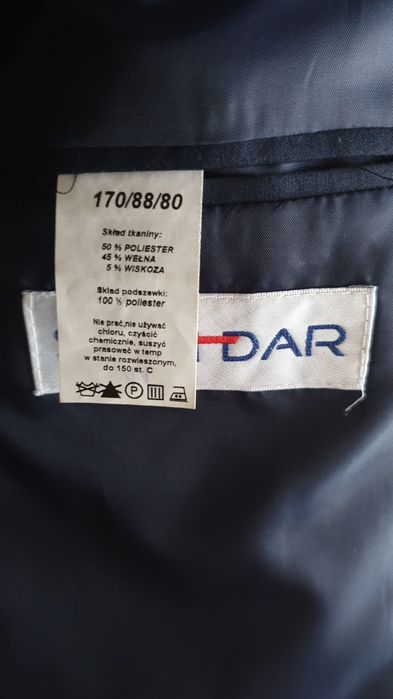 170/88/80
Skład tkaniny:
50 % POLIESTER
45 % WEŁNA
5 % WISKOZA
Skład podszewki:
100 % poliester
Nie prać,nie używać
chloru, czyścić
chemicznie, suszyć
prasować w temp
w stanie rozwieszonym,
do 150 st. C
P
DAR